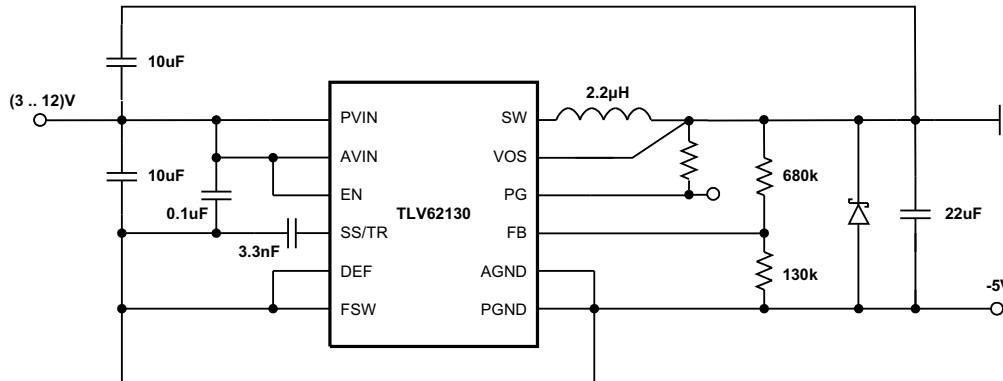 10uF
(3 .. 12)V
10uF
0.1uF
3.3nF
PVIN
AVIN
EN
SS/TR
DEF
FSW
TLV62130
SW
VOS
PG
FB
AGND
PGND
2.2µH
680k
130k
22uF
-5V